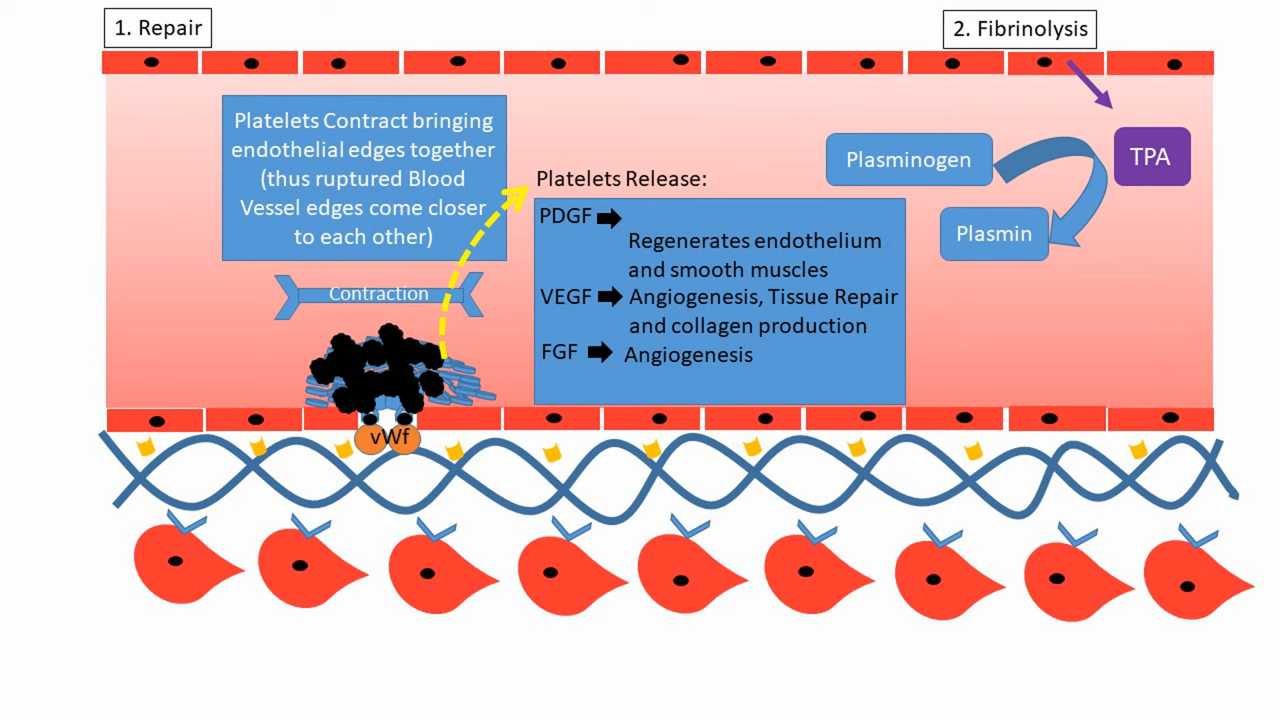 1. Repair
2. Fibrinolysis
Platelets Contract bringing
endothelial edges together
(thus ruptured Blood
Vessel edges come closer
to each other)
Contraction
Platelets Release:
PDGF
Regenerates endothelium
and smooth muscles
VEGF
Angiogenesis, Tissue Repair
and collagen production
FGF
Angiogenesis
Plasminogen
TPA
Plasmin
vWf